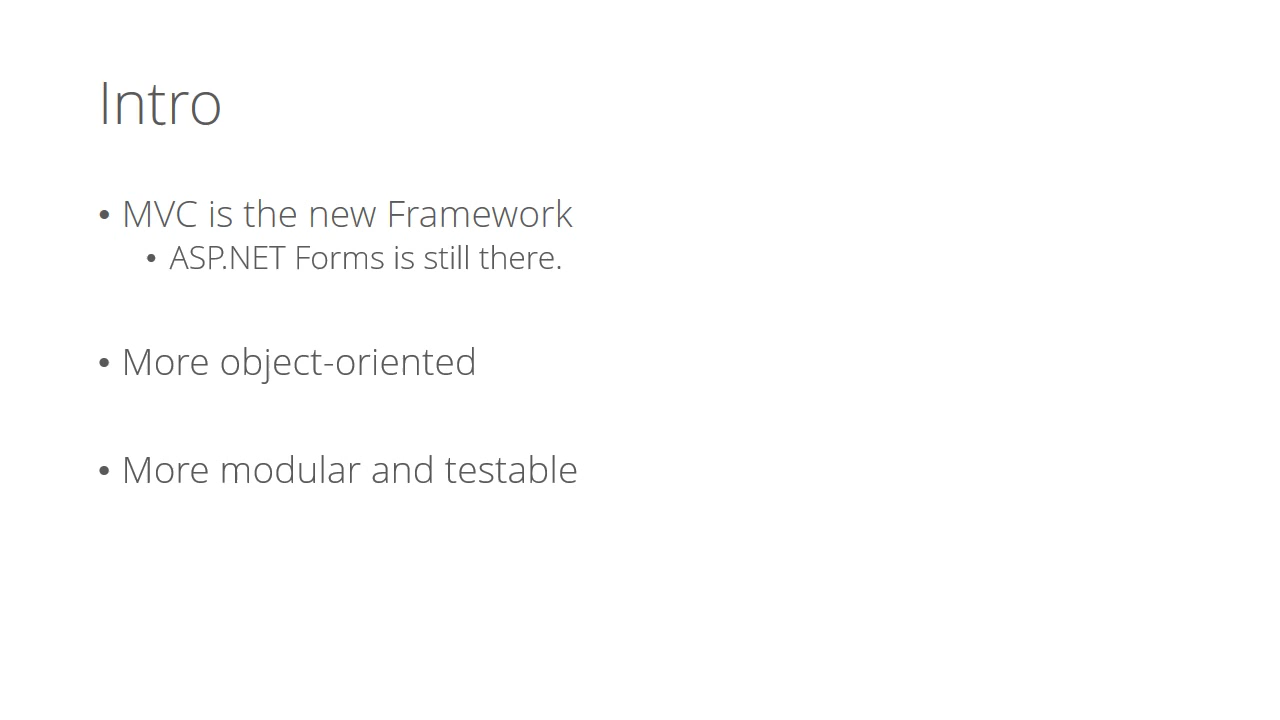 Intro
• MVC is the new Framework
• ASP.NET Forms is still there.
• More object-oriented
• More modular and testable